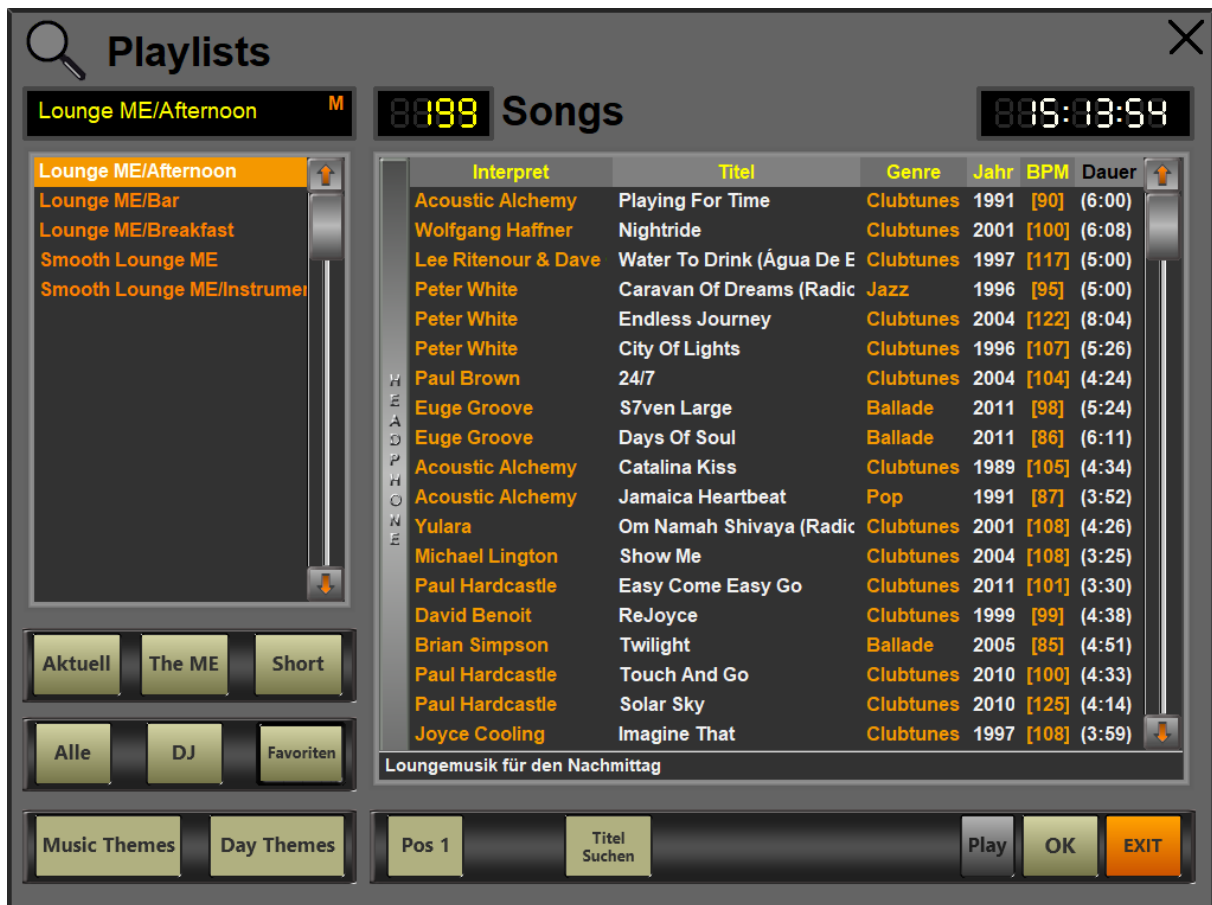 Playlists
Lounge ME/Afternoon M
199 Songs
15:13:54
Lounge ME/Afternoon
Lounge ME/Bar
Lounge ME/Breakfast
Smooth Lounge ME
Smooth Lounge ME/Instrumen
HEADPHONE
Interpret Titel Genre Jahr BPM Dauer
Acoustic Alchemy Playing For Time Clubtunes 1991 [90] (6:00)
Wolfgang Haffner Nightride Clubtunes 2001 [100] (6:08)
Lee Ritenour & Dave Water To Drink (Água De E Clubtunes 1997 [117] (5:00)
Peter White Caravan Of Dreams (Radic Jazz 1996 [95] (5:00)
Peter White Endless Journey Clubtunes 2004 [122] (8:04)
Peter White City Of Lights Clubtunes 1996 [107] (5:26)
Paul Brown 24/7 Clubtunes 2004 [104] (4:24)
Euge Groove S7ven Large Ballade 2011 [98] (5:24)
Euge Groove Days Of Soul Ballade 2011 [86] (6:11)
Acoustic Alchemy Catalina Kiss Clubtunes 1989 [105] (4:34)
Acoustic Alchemy Jamaica Heartbeat Pop 1991 [87] (3:52)
Yulara Om Namah Shivaya (Radic Clubtunes 2001 [108] (4:26)
Michael Lington Show Me Clubtunes 2004 [108] (3:25)
Paul Hardcastle Easy Come Easy Go Clubtunes 2011 [101] (3:30)
David Benoit ReJoyce Clubtunes 1999 [99] (4:38)
Brian Simpson Twilight Ballade 2005 [85] (4:51)
Paul Hardcastle Touch And Go Clubtunes 2010 [100] (4:33)
Paul Hardcastle Solar Sky Clubtunes 2010 [125] (4:14)
Joyce Cooling Imagine That Clubtunes 1997 [108] (3:59)
Loungemusik für den Nachmittag
Aktuell The ME Short
Alle DJ Favoriten
Music Themes Day Themes
Pos 1
Titel
Suchen
Play OK EXIT